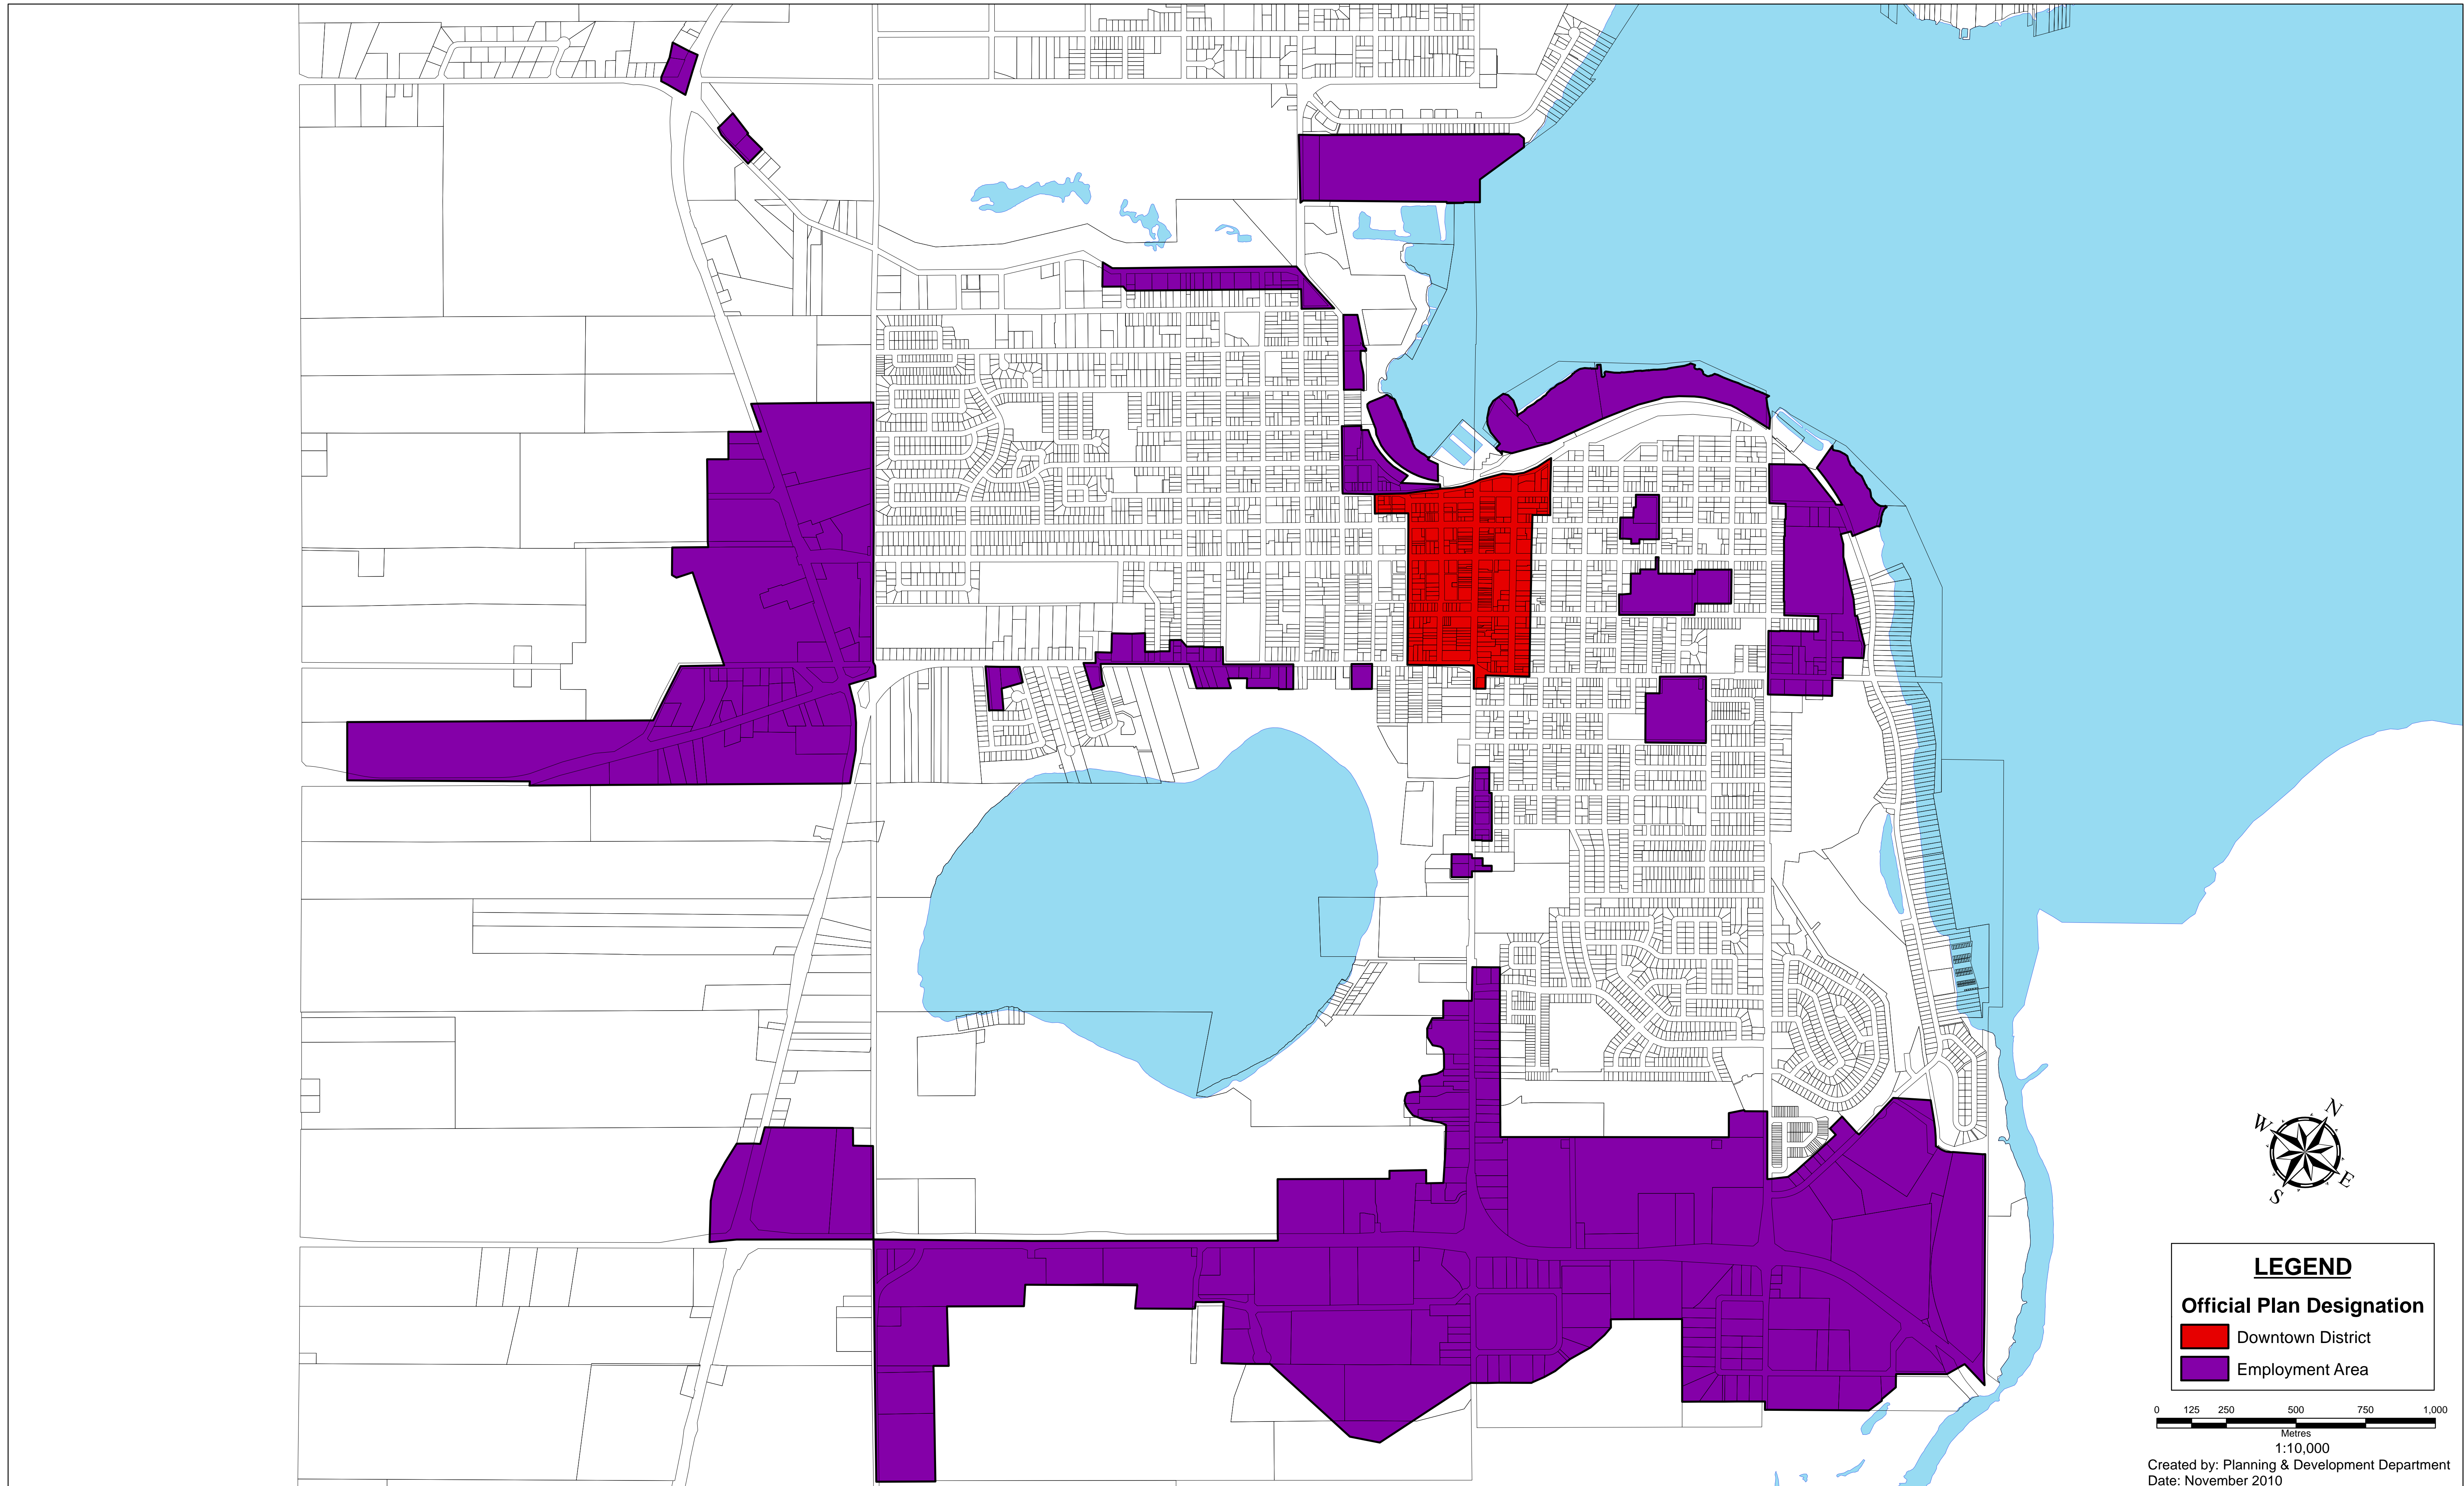 N
W
E
S
LEGEND
Official Plan Designation
Downtown District
Employment Area
0 125 250 500 750 1,000
Metres
1:10,000
Created by: Planning & Development Department
Date: November 2010